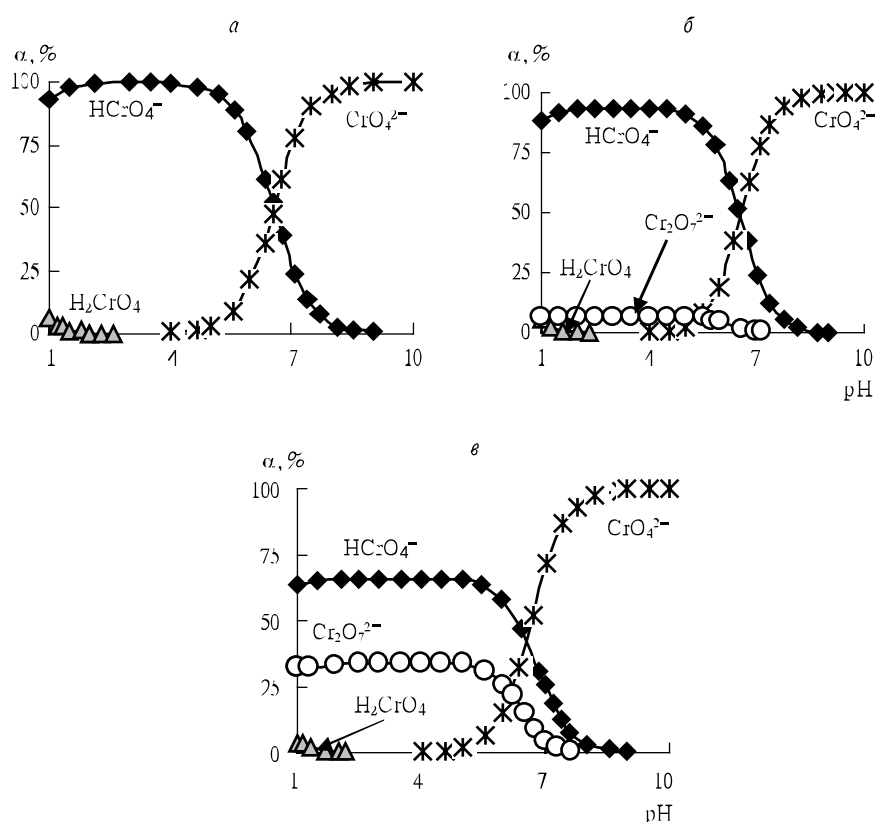 а
α, %
100
75
50
25
0
HCrO₄⁻
CrO₄²⁻
H₂CrO₄
1
4
7
10
б
α, %
100
75
50
25
0
HCrO₄⁻
CrO₄²⁻
Cr₂O₇²⁻
H₂CrO₄
1
4
7
10
pH
в
α, %
100
75
50
25
0
HCrO₄⁻
CrO₄²⁻
Cr₂O₇²⁻
H₂CrO₄
1
4
7
10
pH